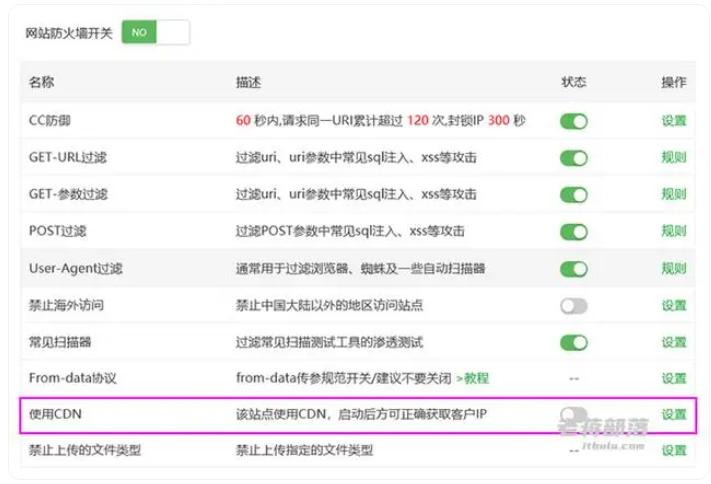 网站防火墙开关 NO
名称 描述 状态 操作
CC防御 60 秒内,请求同一URI累计超过 120 次,封锁IP 300 秒 设置
GET-URL过滤 过滤uri、uri参数中常见sql注入、xss等攻击 规则
GET-参数过滤 过滤uri、uri参数中常见sql注入、xss等攻击 规则
POST过滤 过滤POST参数中常见sql注入、xss等攻击 规则
User-Agent过滤 通常用于过滤浏览器、蜘蛛及一些自动扫描器 规则
禁止海外访问 禁止中国大陆以外的地区访问站点 设置
常见扫描器 过滤常见扫描测试工具的渗透测试 设置
From-data协议 from-data传参规范开关/建议不要关闭 >教程 -- 设置
使用CDN 该站点使用CDN，启动后方可正确获取客户IP 设置
老蒋部落
itbulu.com
禁止上传的文件类型 禁止上传指定的文件类型 -- 设置